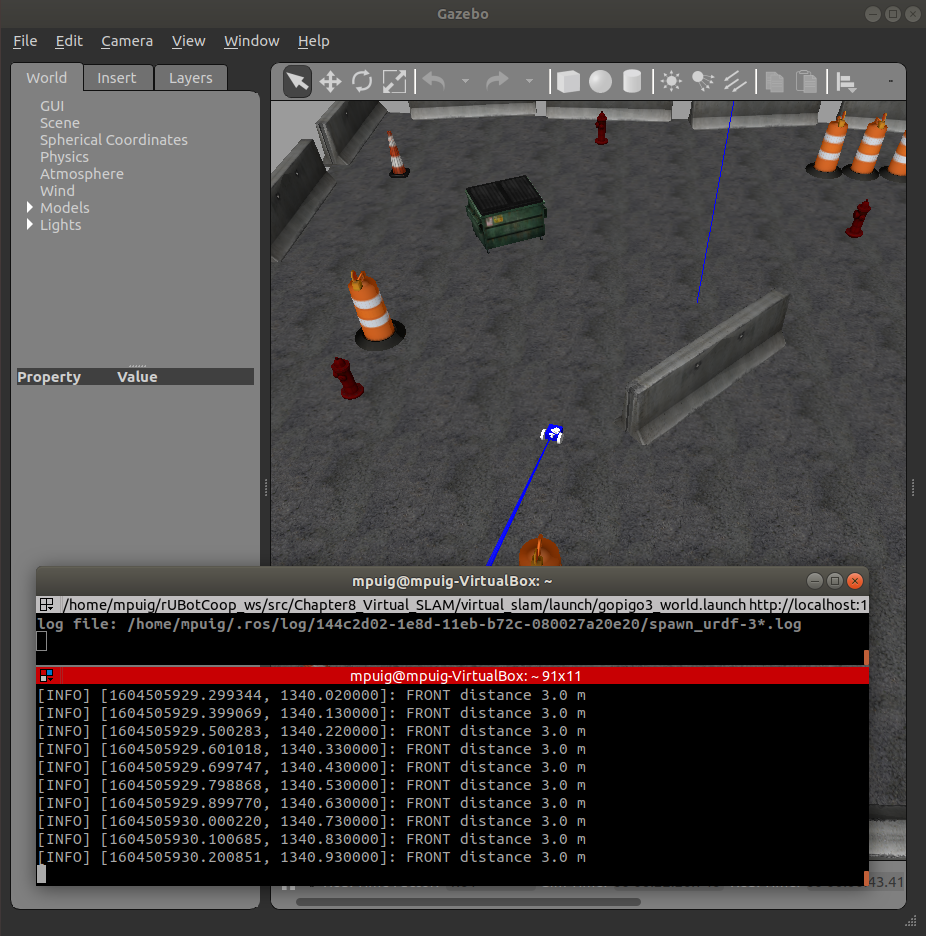 Gazebo
File Edit Camera View Window Help
World Insert Layers
GUI
Scene
Spherical Coordinates
Physics
Atmosphere
Wind
Models
Lights
Property Value
mpuig@mpuig-VirtualBox: ~
/home/mpuig/rUBotCoop_ws/src/Chapter8_Virtual_SLAM/virtual_slam/launch/gopigo3_world.launch http://localhost:1
log file: /home/mpuig/.ros/log/144c2d02-1e8d-11eb-b72c-080027a20e20/spawn_urdf-3*.log
mpuig@mpuig-VirtualBox: ~ 91x11
[INFO] [1604505929.299344, 1340.020000]: FRONT distance 3.0 m
[INFO] [1604505929.399069, 1340.130000]: FRONT distance 3.0 m
[INFO] [1604505929.500283, 1340.220000]: FRONT distance 3.0 m
[INFO] [1604505929.601018, 1340.330000]: FRONT distance 3.0 m
[INFO] [1604505929.699747, 1340.430000]: FRONT distance 3.0 m
[INFO] [1604505929.798868, 1340.530000]: FRONT distance 3.0 m
[INFO] [1604505929.899770, 1340.630000]: FRONT distance 3.0 m
[INFO] [1604505930.000220, 1340.730000]: FRONT distance 3.0 m
[INFO] [1604505930.100685, 1340.830000]: FRONT distance 3.0 m
[INFO] [1604505930.200851, 1340.930000]: FRONT distance 3.0 m
43.41